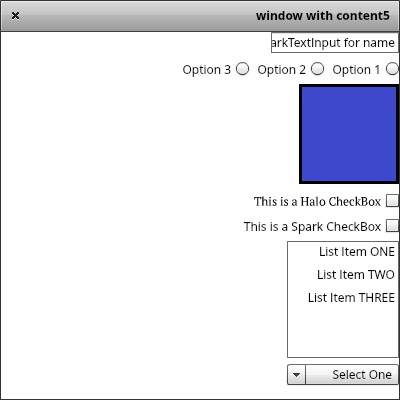 window with content5
arkTextInput for name
Option 3 Option 2 Option 1
This is a Halo CheckBox
This is a Spark CheckBox
List Item ONE
List Item TWO
List Item THREE
Select One